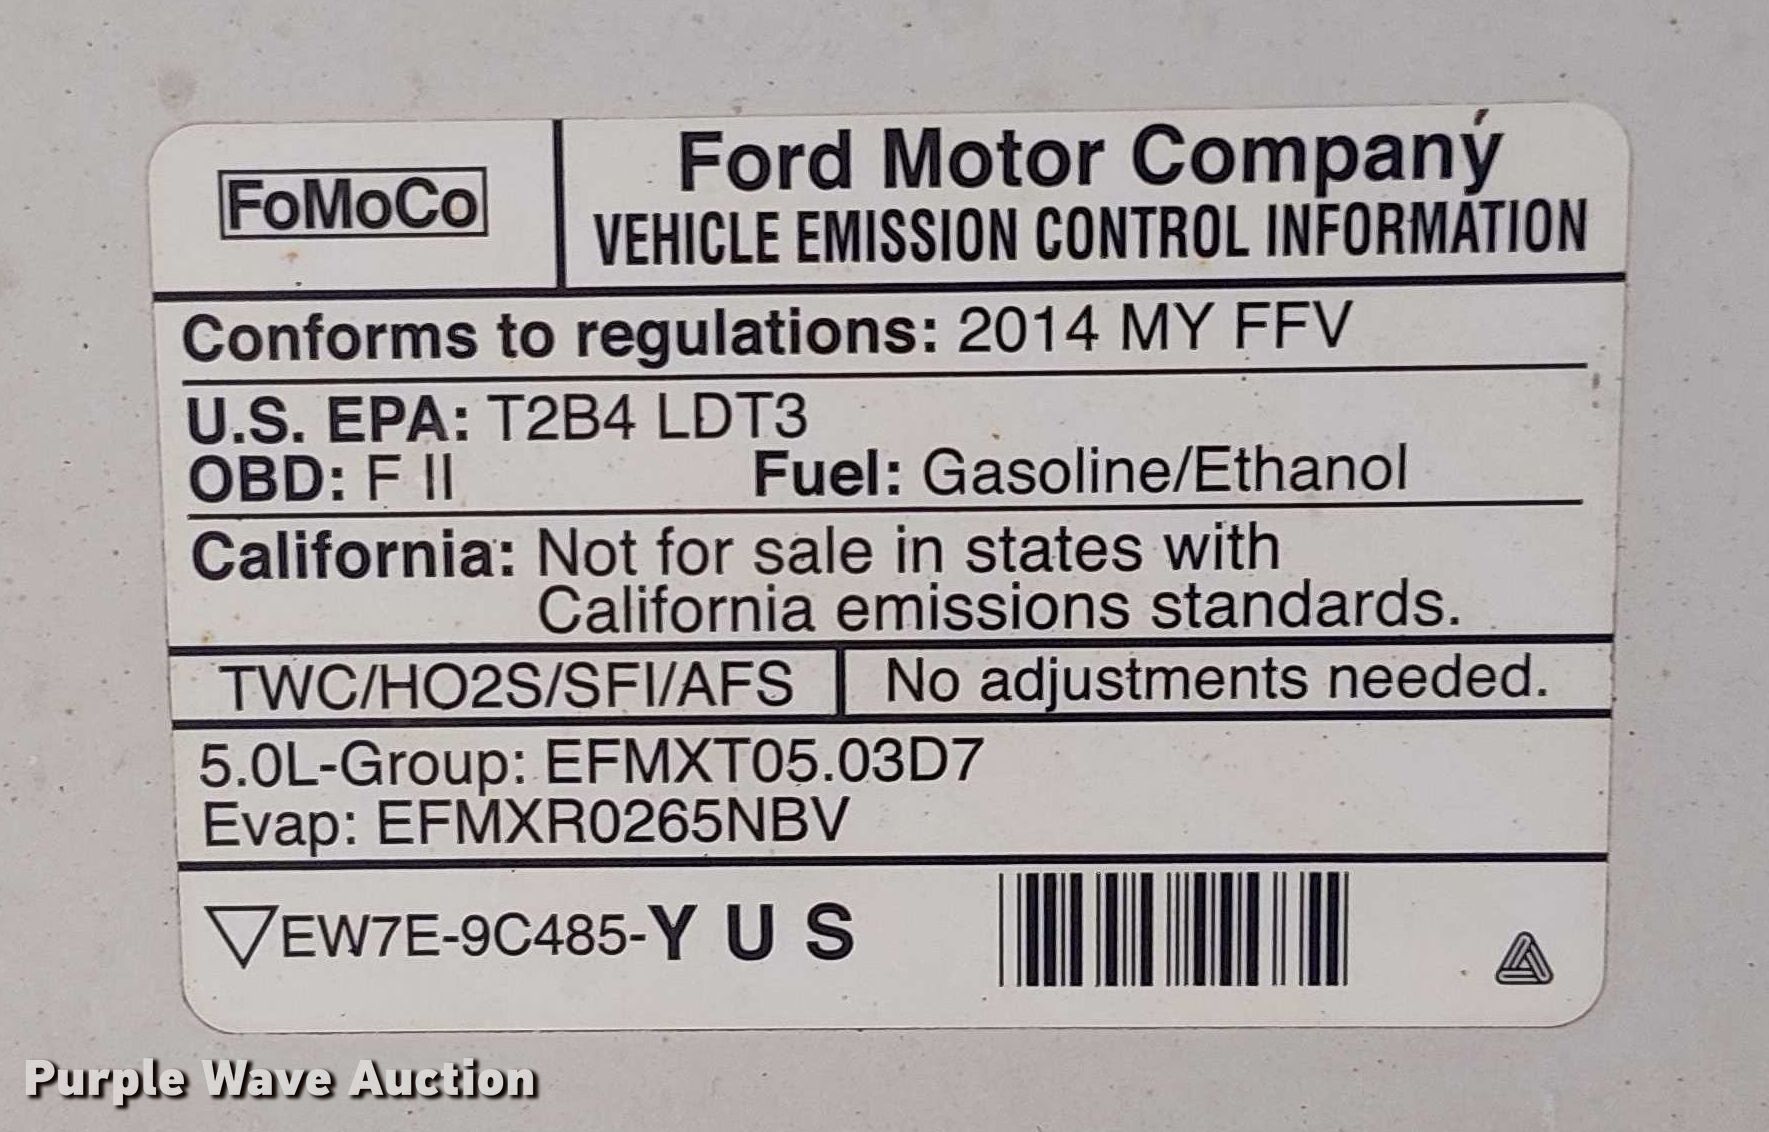 FoMoCo
Ford Motor Company
VEHICLE EMISSION CONTROL INFORMATION
Conforms to regulations: 2014 MY FFV
U.S. EPA: T2B4 LDT3
OBD: F II Fuel: Gasoline/Ethanol
California: Not for sale in states with
California emissions standards.
TWC/HO2S/SFI/AFS No adjustments needed.
5.0L-Group: EFMXT05.03D7
Evap: EFMXR0265NBV
EW7E-9C485-Y U S
Purple Wave Auction